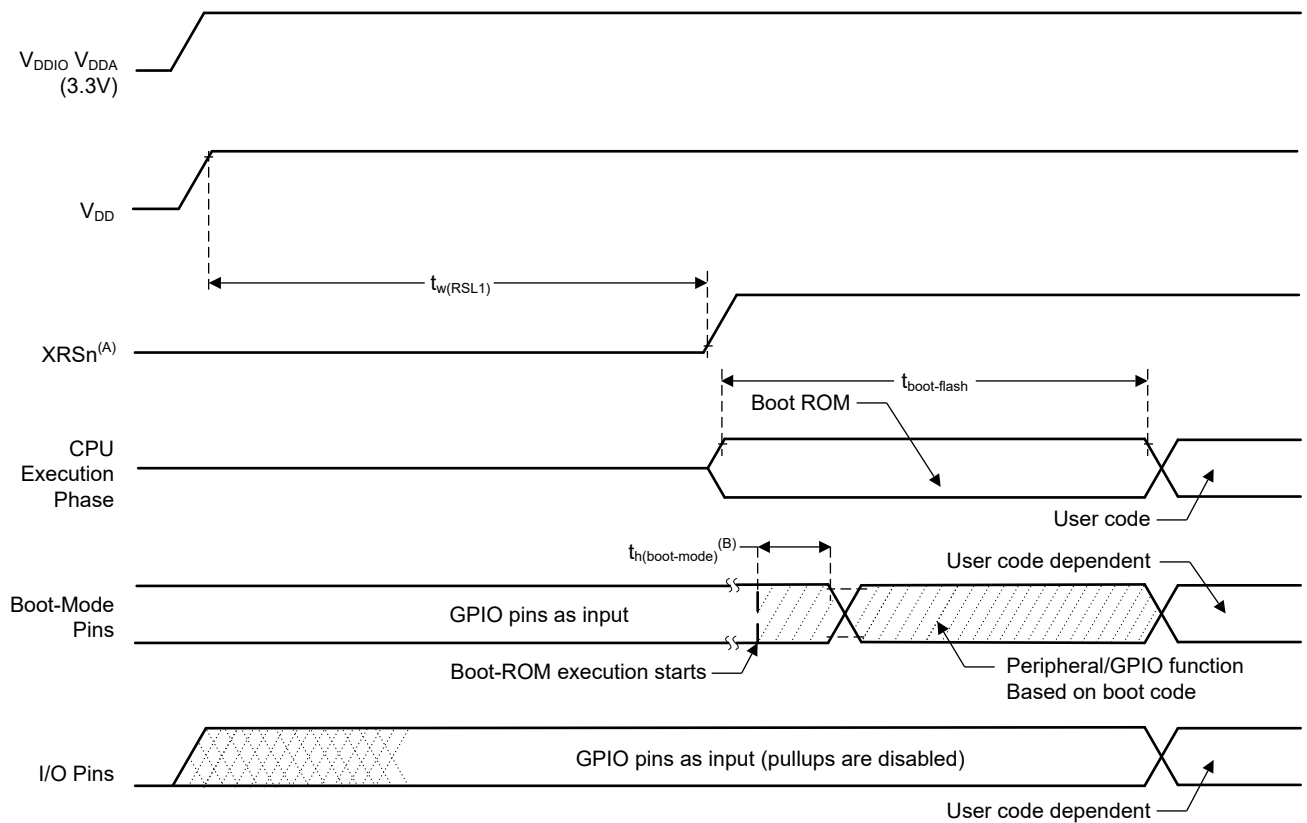 VDDIO VDDA
(3.3V)
VDD
tw(RSL1)
XRSn(A)
tboot-flash
Boot ROM
CPU
Execution
Phase
User code
th(boot-mode)(B)
User code dependent
Boot-Mode
Pins
GPIO pins as input
Boot-ROM execution starts
Peripheral/GPIO function
Based on boot code
I/O Pins
GPIO pins as input (pullups are disabled)
User code dependent